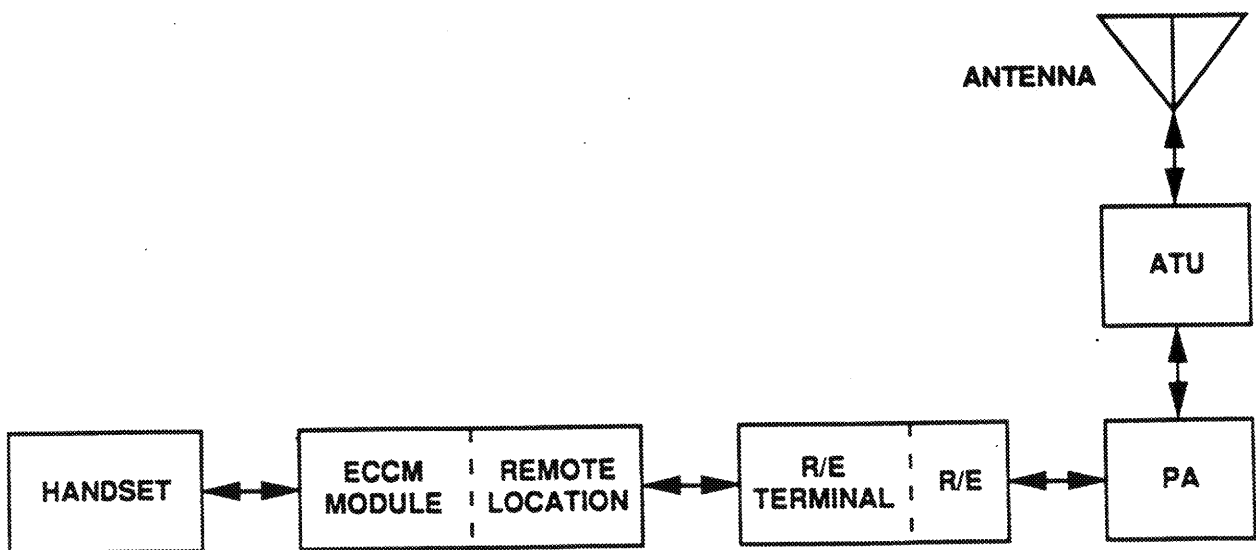 ANTENNA
ATU
HANDSET
ECCM
MODULE
REMOTE
LOCATION
R/E
TERMINAL
R/E
PA